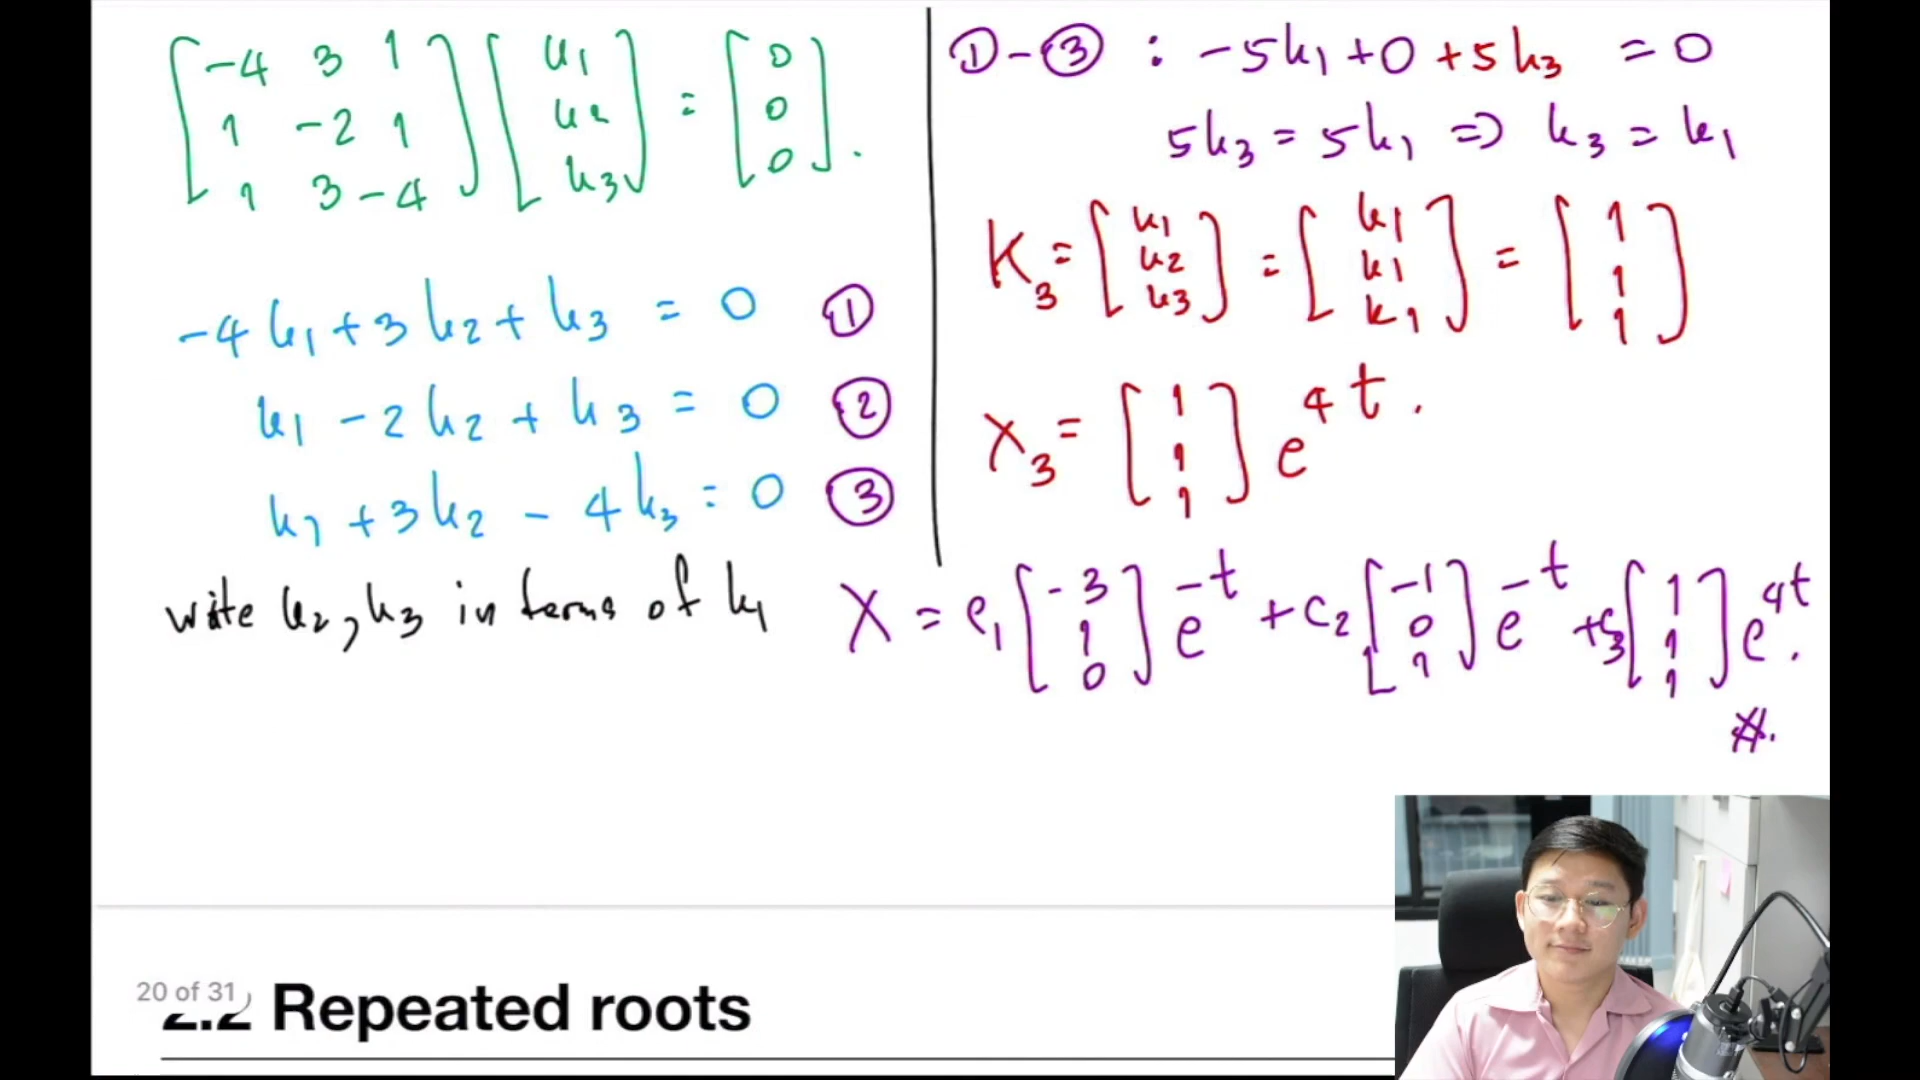 [-4 3 1] [k1] = [0]
[1 -2 1] [k2] [0]
[1 3 -4] [k3] [0].
-4k1 + 3k2 + k3 = 0 ①
k1 - 2k2 + k3 = 0 ②
k1 + 3k2 - 4k3 = 0 ③
write k2, k3 in terms of k1
① - ③ : -5k1 + 0 + 5k3 = 0
5k3 = 5k1 ⇒ k3 = k1
K3 = [k1 k2 k3] = [k1 k1 k1] = [1 1 1]
X3 = [1 1 1] e^4t.
X = c1 [-3 1 0] e^-t + c2 [-1 0 1] e^-t + c3 [1 1 1] e^4t.
#.
20 of 31
2.2 Repeated roots